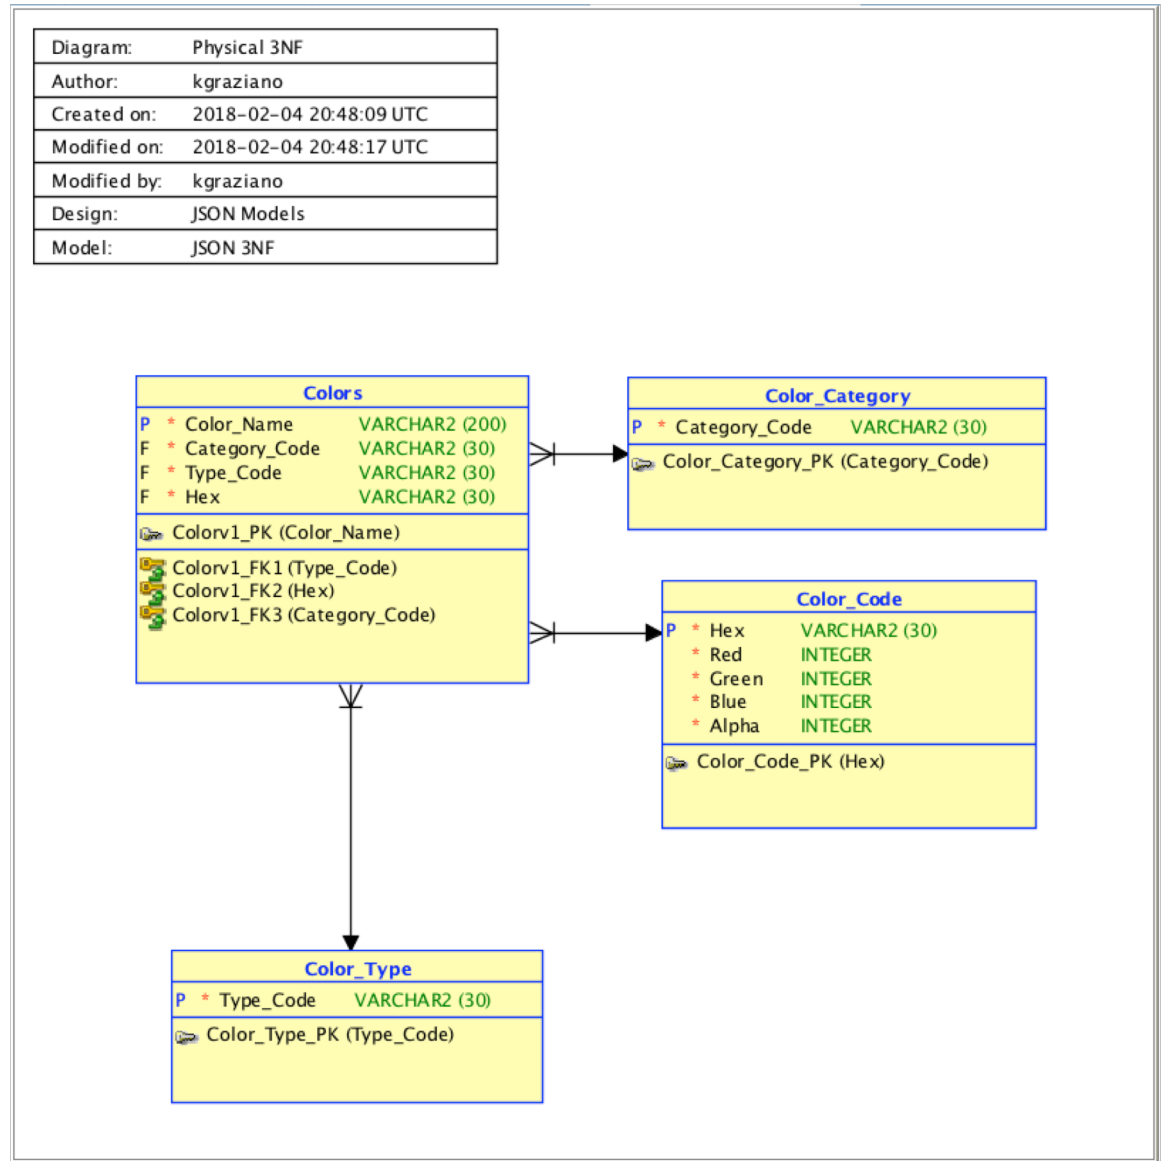 Diagram: Physical 3NF
Author: kgraziano
Created on: 2018-02-04 20:48:09 UTC
Modified on: 2018-02-04 20:48:17 UTC
Modified by: kgraziano
Design: JSON Models
Model: JSON 3NF
Colors
P * Color_Name VARCHAR2 (200)
F * Category_Code VARCHAR2 (30)
F * Type_Code VARCHAR2 (30)
F * Hex VARCHAR2 (30)
Colorv1_PK (Color_Name)
Colorv1_FK1 (Type_Code)
Colorv1_FK2 (Hex)
Colorv1_FK3 (Category_Code)
Color_Category
P * Category_Code VARCHAR2 (30)
Color_Category_PK (Category_Code)
Color_Code
P * Hex VARCHAR2 (30)
* Red INTEGER
* Green INTEGER
* Blue INTEGER
* Alpha INTEGER
Color_Code_PK (Hex)
Color_Type
P * Type_Code VARCHAR2 (30)
Color_Type_PK (Type_Code)